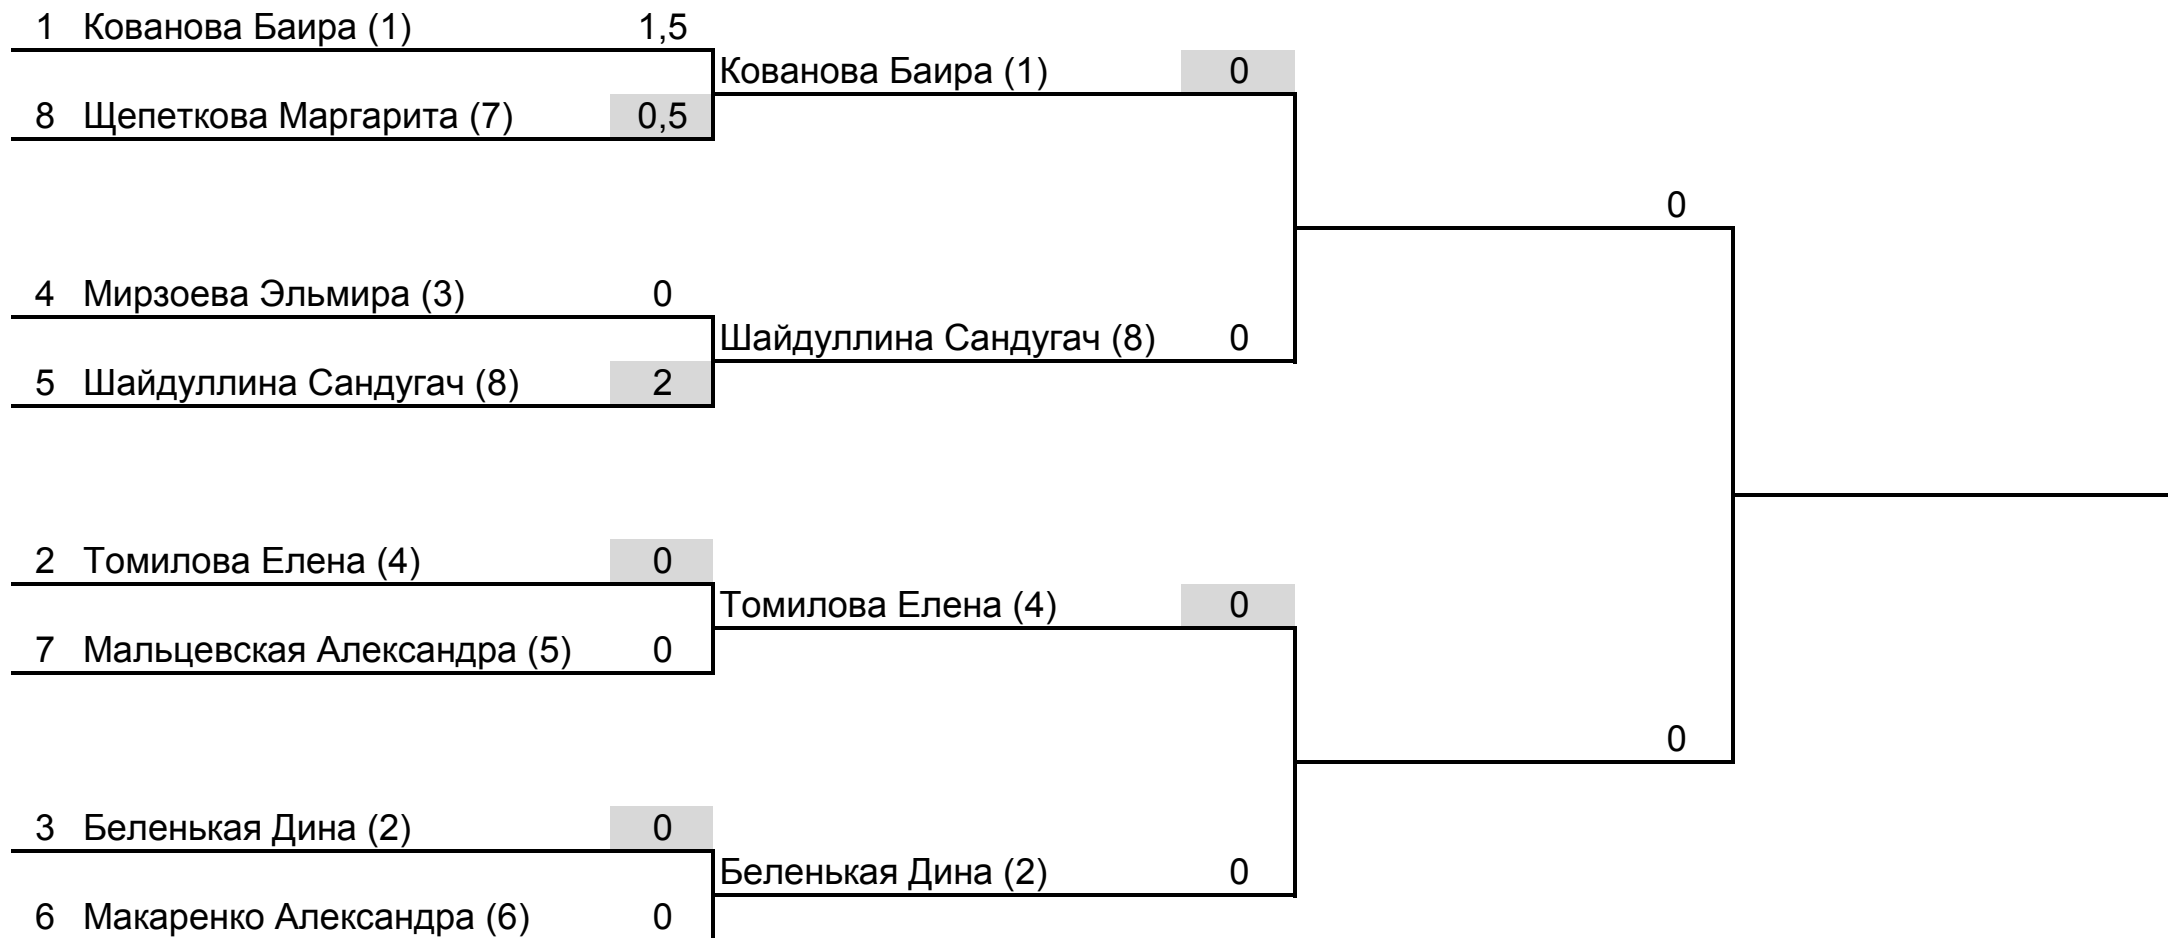 1 Кованова Баира (1) 1,5
Кованова Баира (1) 0
8 Щепеткова Маргарита (7) 0,5
0
4 Мирзоева Эльмира (3) 0
Шайдуллина Сандугач (8) 0
5 Шайдуллина Сандугач (8) 2
2 Томилова Елена (4) 0
Томилова Елена (4) 0
7 Мальцевская Александра (5) 0
0
3 Беленькая Дина (2) 0
Беленькая Дина (2) 0
6 Макаренко Александра (6) 0